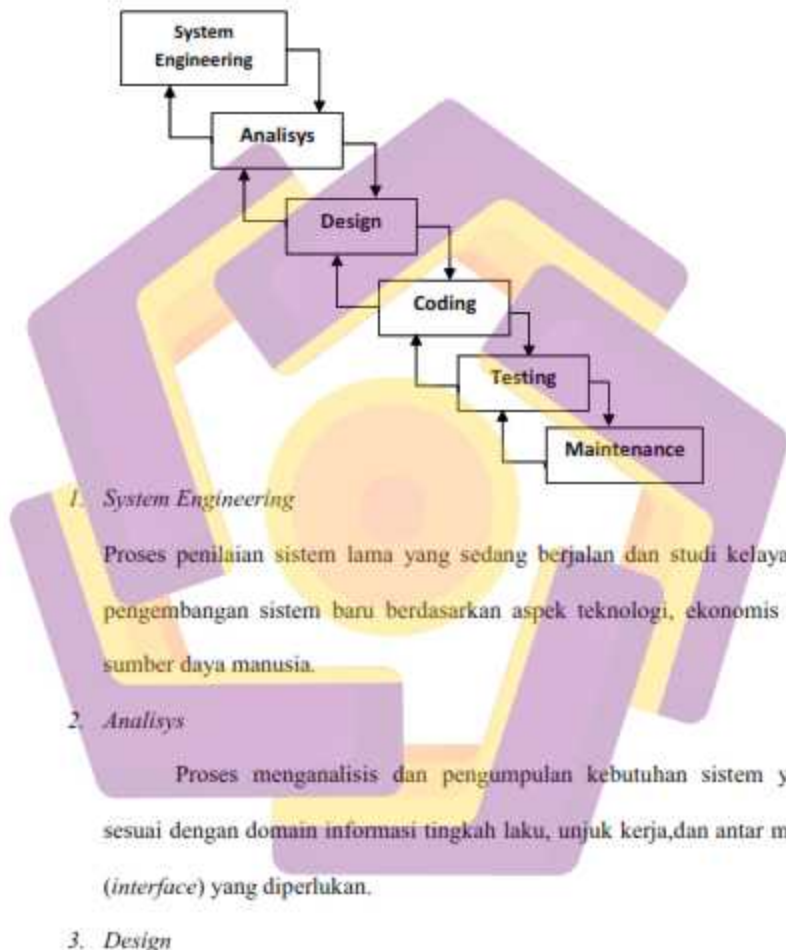 System
Engineering
Analisys
Design
Coding
Testing
Maintenance
1. System Engineering
Proses penilaian sistem lama yang sedang berjalan dan studi kelaya
pengembangan sistem baru berdasarkan aspek teknologi, ekonomis
sumber daya manusia.
2. Analisys
Proses menganalisis dan pengumpulan kebutuhan sistem y
sesuai dengan domain informasi tingkah laku, unjuk kerja,dan antar m
(interface) yang diperlukan.
3. Design